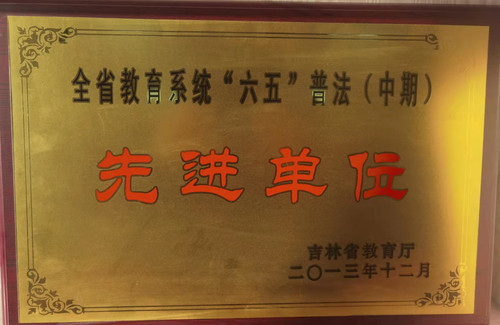 全省教育系统“六五”普法（中期）
先进单位
吉林省教育厅
二〇一三年十二月